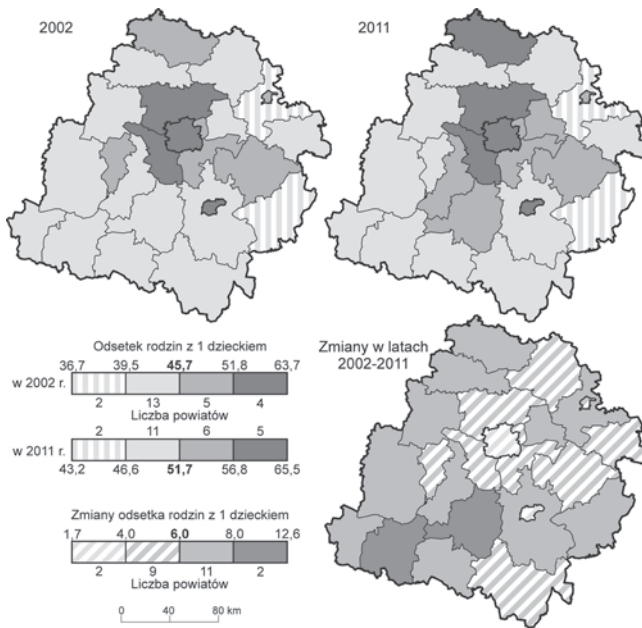 2002
2011
Odsetek rodzin z 1 dzieckiem
36,7 39,5 45,7 51,8 63,7
w 2002 r.
2 13 5 4
Liczba powiatów
2 11 6 5
w 2011 r.
43,2 46,6 51,7 56,8 65,5
Zmiany odsetka rodzin z 1 dzieckiem
1,7 4,0 6,0 8,0 12,6
2 9 11 2
Liczba powiatów
0 40 80 km
Zmiany w latach
2002-2011